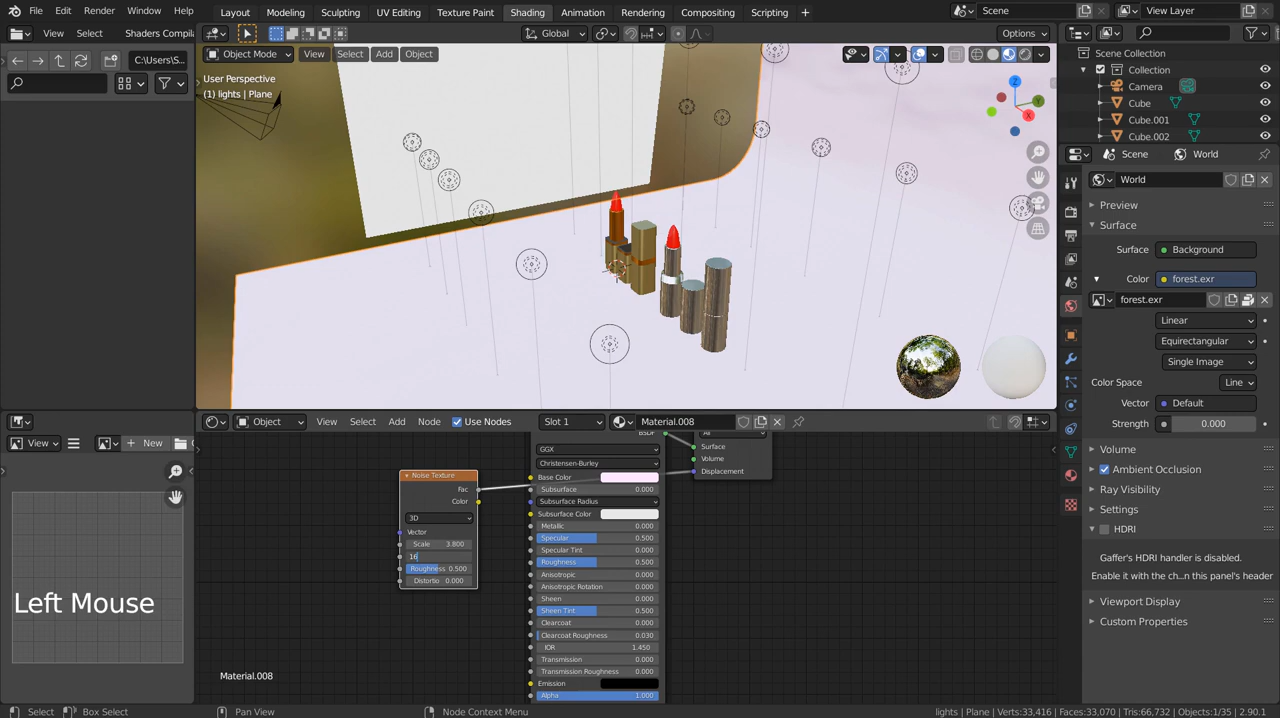 File Edit Render Window Help Layout Modeling Sculpting UV Editing Texture Paint Shading Animation Rendering Compositing Scripting + Scene View Layer
View Select Shaders Compila Global Options
C:\Users\S...
Object Mode View Select Add Object
User Perspective
(1) lights | Plane
Z
Y
X
Scene Collection
Collection
Camera
Cube
Cube.001
Cube.002
Scene World
World
Preview
Surface
Surface: Background
Color: forest.exr
forest.exr
Linear
Equirectangular
Single Image
Color Space Line
Vector Default
Strength 0.000
Volume
Ambient Occlusion
Ray Visibility
Settings
HDRI
Gaffer's HDRI handler is disabled.
Enable it with the ch...n this panel's header
Viewport Display
Custom Properties
View New
Object View Select Add Node Use Nodes Slot 1 Material.008
Noise Texture
Fac
Color
3D
Vector
Scale 3.800
16
Roughness 0.500
Distortio 0.000
BSDF
GGX
Christensen-Burley
Base Color
Subsurface 0.000
Subsurface Radius
Subsurface Color
Metallic 0.000
Specular 0.500
Specular Tint 0.000
Roughness 0.500
Anisotropic 0.000
Anisotropic Rotation 0.000
Sheen 0.000
Sheen Tint 0.500
Clearcoat 0.000
Clearcoat Roughness 0.030
IOR 1.450
Transmission 0.000
Transmission Roughness 0.000
Emission
Alpha 1.000
All
Surface
Volume
Displacement
Left Mouse
Material.008
Select Box Select Pan View Node Context Menu lights | Plane | Verts:33,416 | Faces:33,070 | Tris:66,732 | Objects:1/35 | 2.90.1